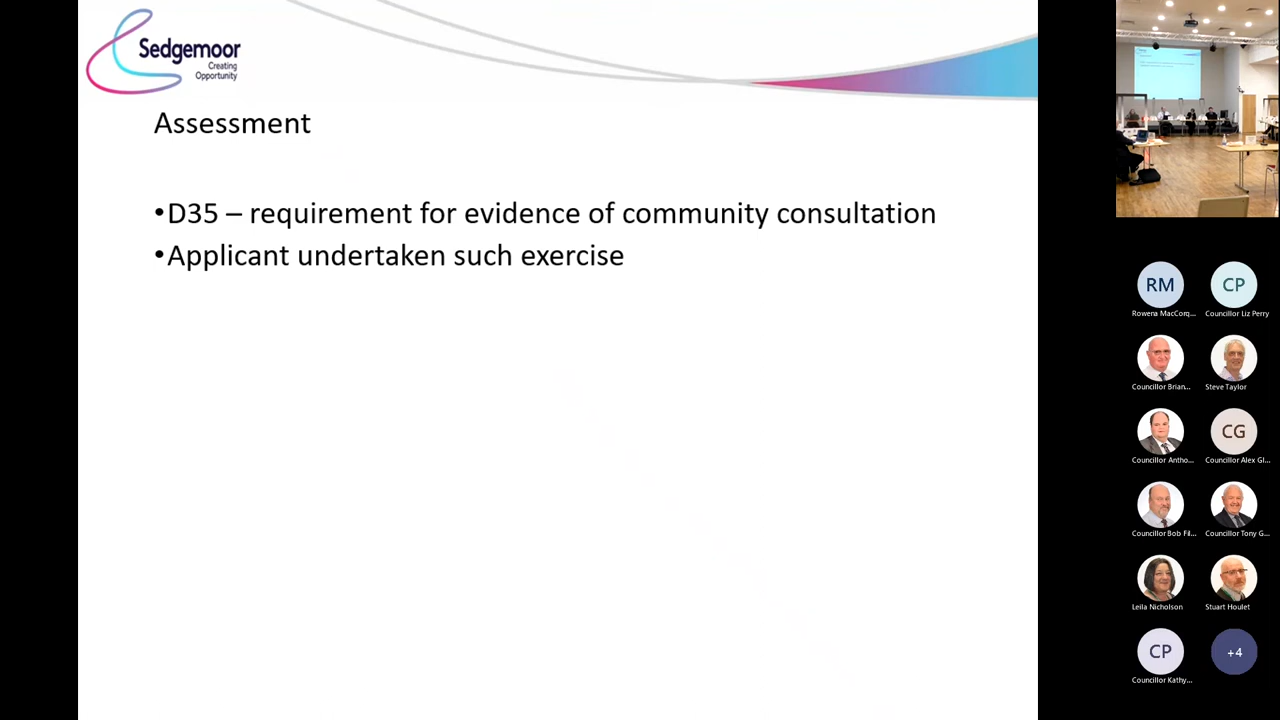 Sedgemoor
Creating
Opportunity
Assessment
•D35 – requirement for evidence of community consultation
•Applicant undertaken such exercise
RM
CP
Rowena MacCorq...
Councillor Liz Perry
Councillor Brian...
Steve Taylor
CG
Councillor Antho...
Councillor Alex Gl...
Councillor Bob Fil...
Councillor Tony G...
Leila Nicholson
Stuart Houlet
CP
+4
Councillor Kathy...